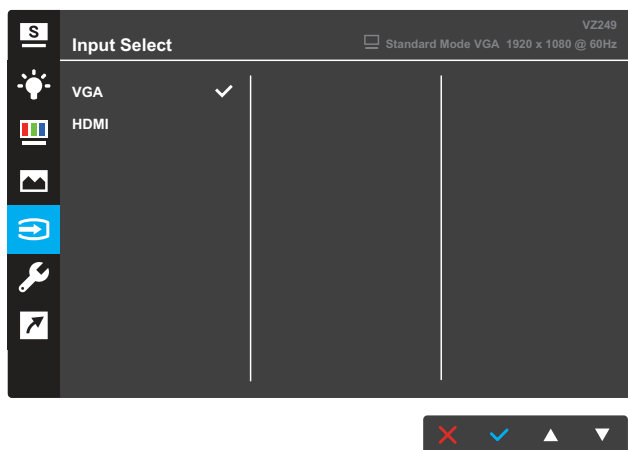 S
VZ249
Input Select
Standard Mode VGA 1920 x 1080 @ 60Hz
VGA
HDMI